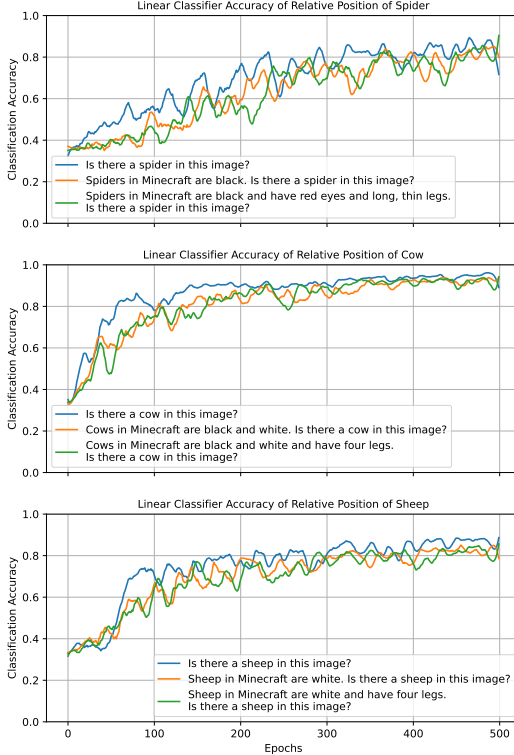 Linear Classifier Accuracy of Relative Position of Spider
1.0
0.8
0.6
0.4
0.2
0.0
Classification Accuracy
Is there a spider in this image?
Spiders in Minecraft are black. Is there a spider in this image?
Spiders in Minecraft are black and have red eyes and long, thin legs.
Is there a spider in this image?
Linear Classifier Accuracy of Relative Position of Cow
1.0
0.8
0.6
0.4
0.2
0.0
Classification Accuracy
Is there a cow in this image?
Cows in Minecraft are black and white. Is there a cow in this image?
Cows in Minecraft are black and white and have four legs.
Is there a cow in this image?
Linear Classifier Accuracy of Relative Position of Sheep
1.0
0.8
0.6
0.4
0.2
0.0
Classification Accuracy
Is there a sheep in this image?
Sheep in Minecraft are white. Is there a sheep in this image?
Sheep in Minecraft are white and have four legs.
Is there a sheep in this image?
0 100 200 300 400 500
Epochs